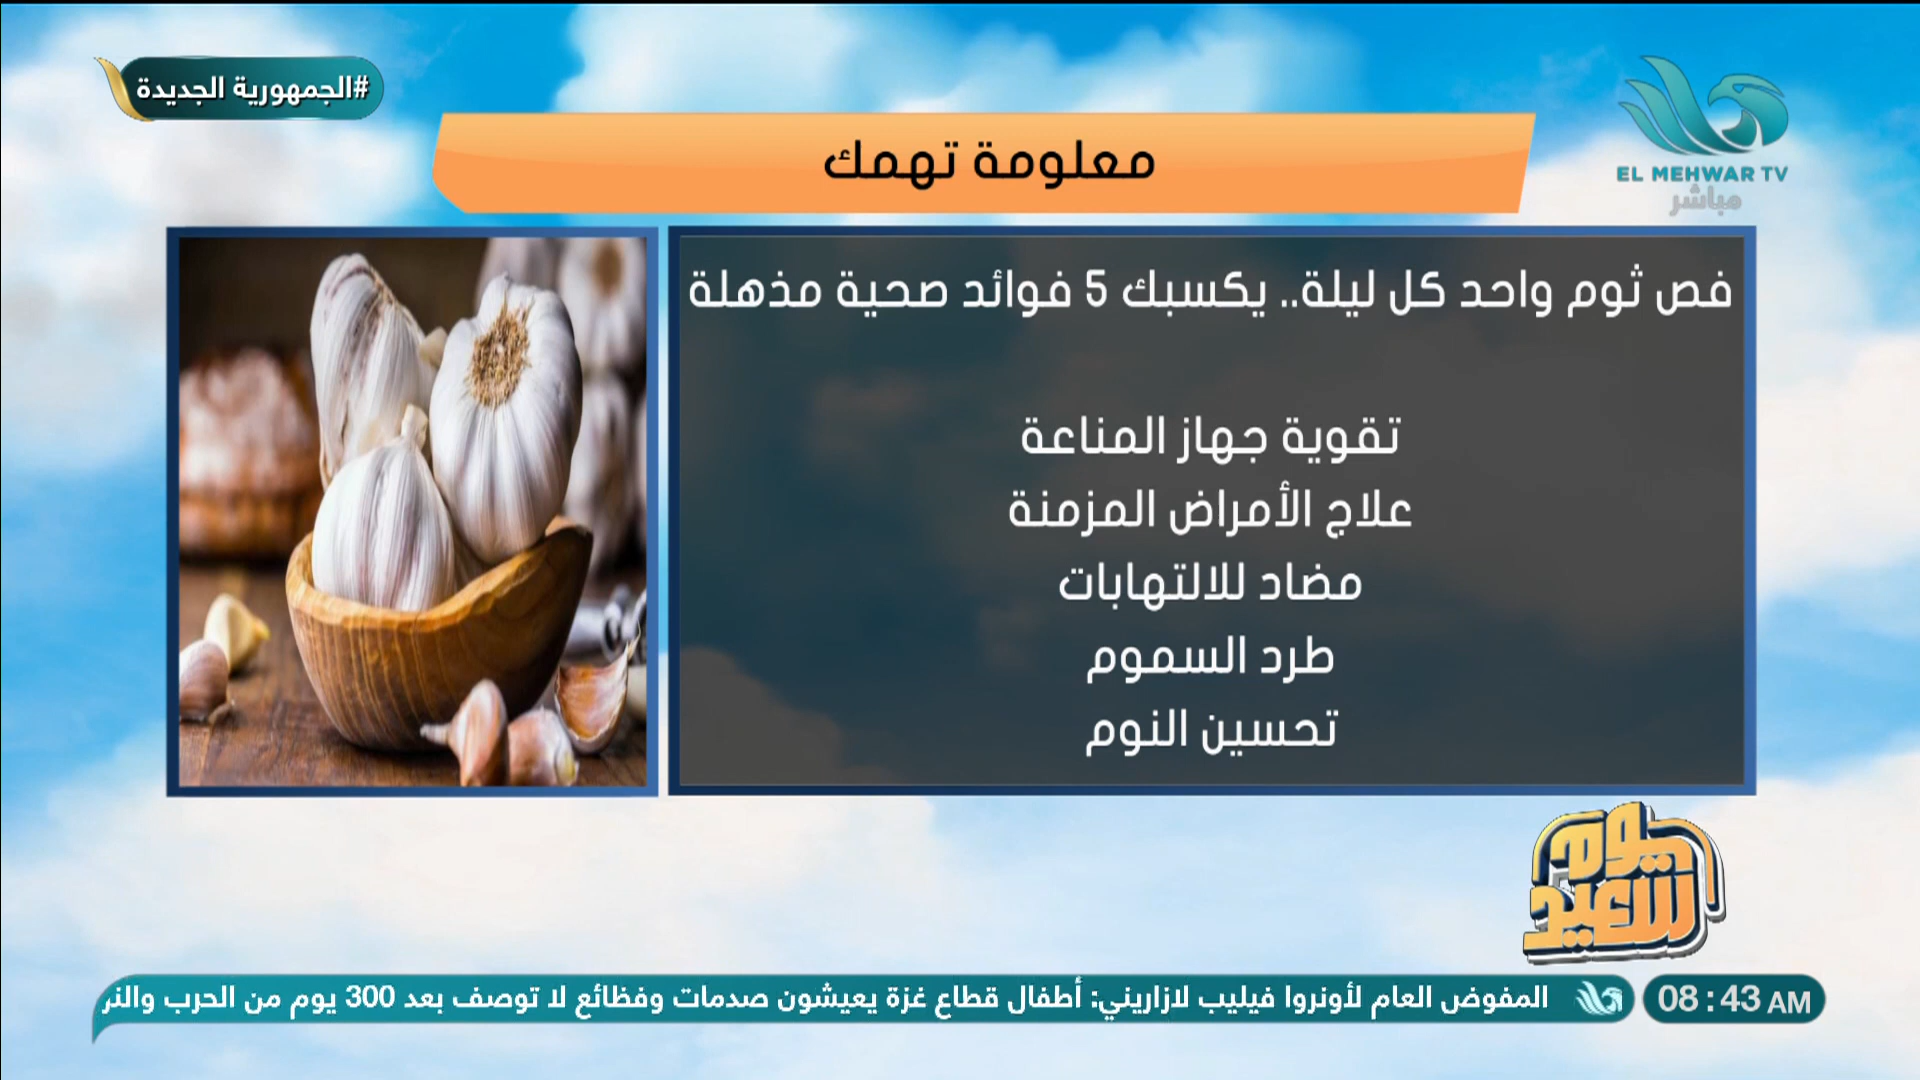 #الجمهورية الجديدة
EL MEHWAR TV
مباشر
معلومة تهمك
فص ثوم واحد كل ليلة.. يكسبك 5 فوائد صحية مذهلة
تقوية جهاز المناعة
علاج الأمراض المزمنة
مضاد للالتهابات
طرد السموم
تحسين النوم
يوم
سعيد
المفوض العام لأونروا فيليب لازاريني: أطفال قطاع غزة يعيشون صدمات وفظائع لا توصف بعد 300 يوم من الحرب
08:43 AM